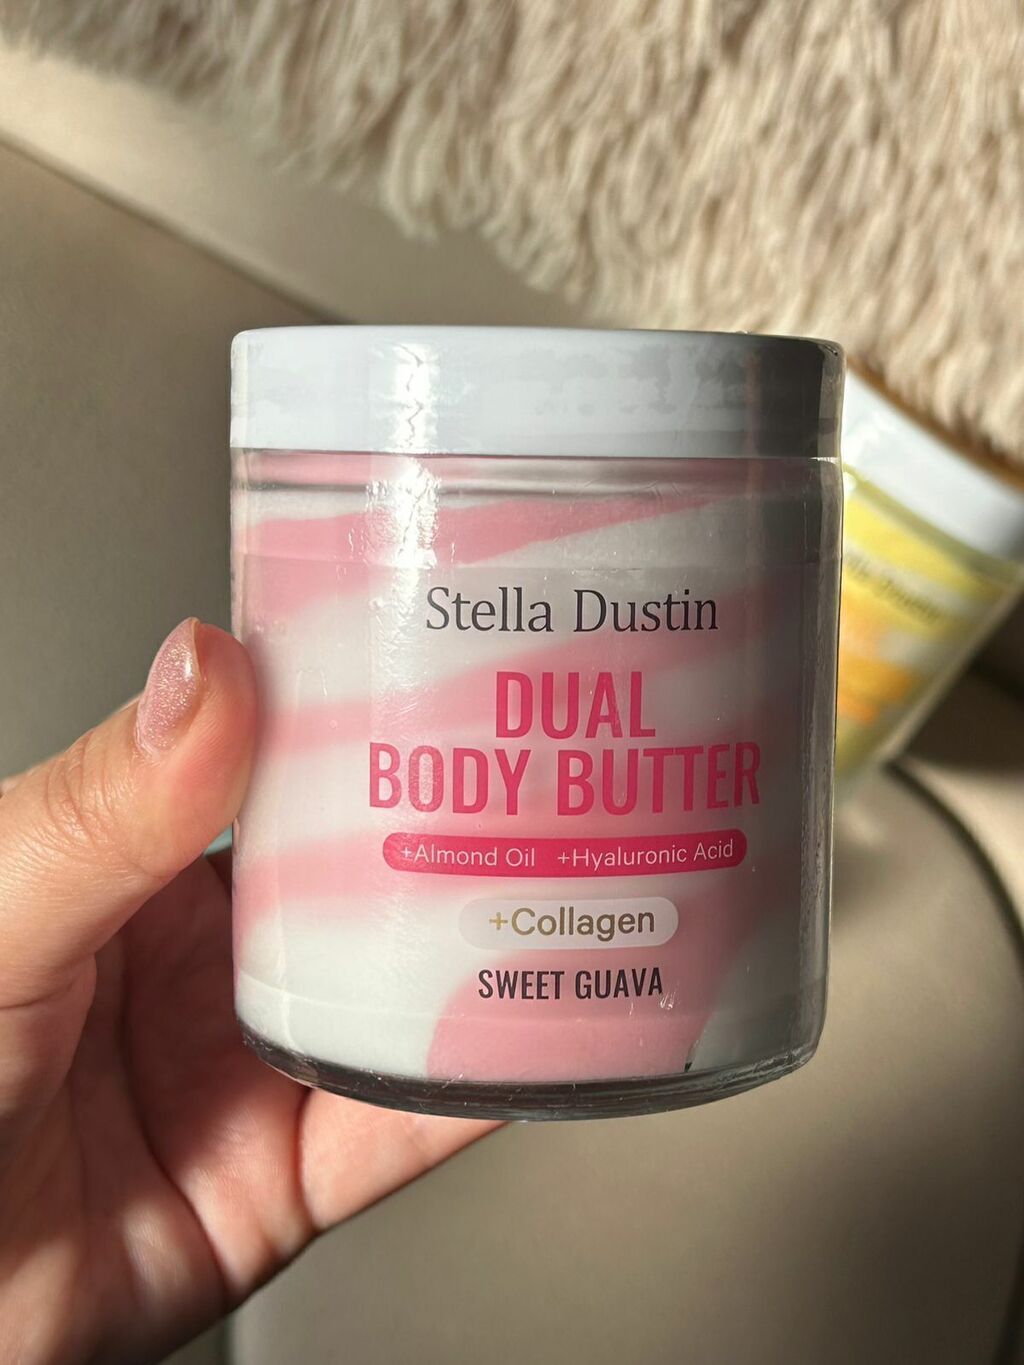 Stella Dustin
DUAL
BODY BUTTER
+Almond Oil +Hyaluronic Acid
+Collagen
SWEET GUAVA